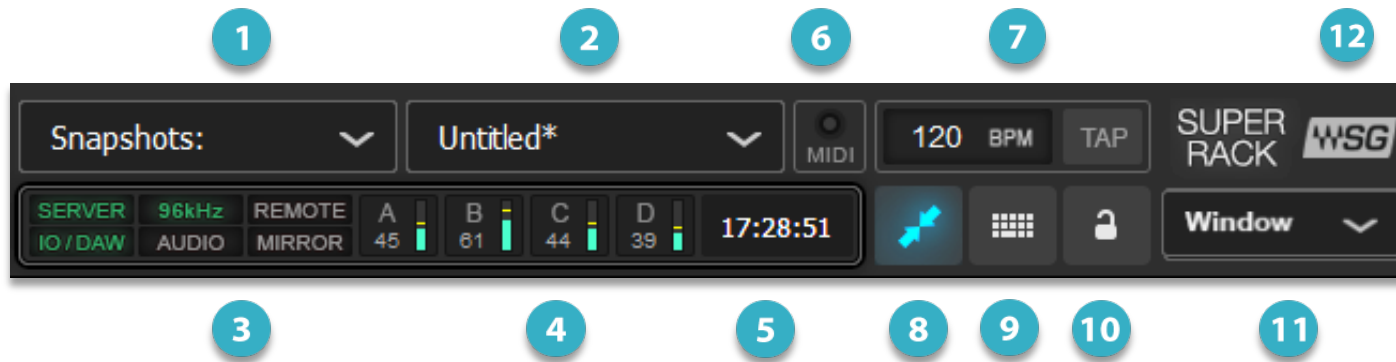 1 2 6 7 12
Snapshots: Untitled* MIDI 120 BPM TAP SUPER RACK WSG
SERVER 96kHz REMOTE A B C D
IO/DAW AUDIO MIRROR 45 61 44 39 17:28:51 Window
3 4 5 8 9 10 11